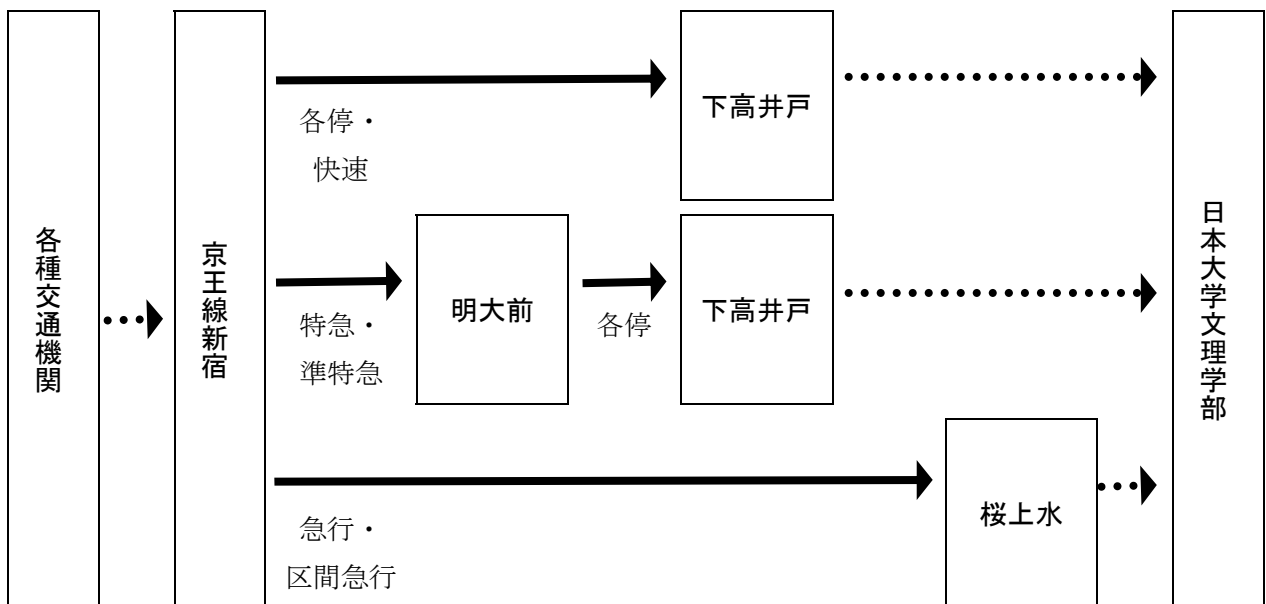 各種交通機関
京王線新宿
各停・
快速
下高井戸
特急・
準特急
明大前
各停
下高井戸
急行・
区間急行
桜上水
日本大学文理学部